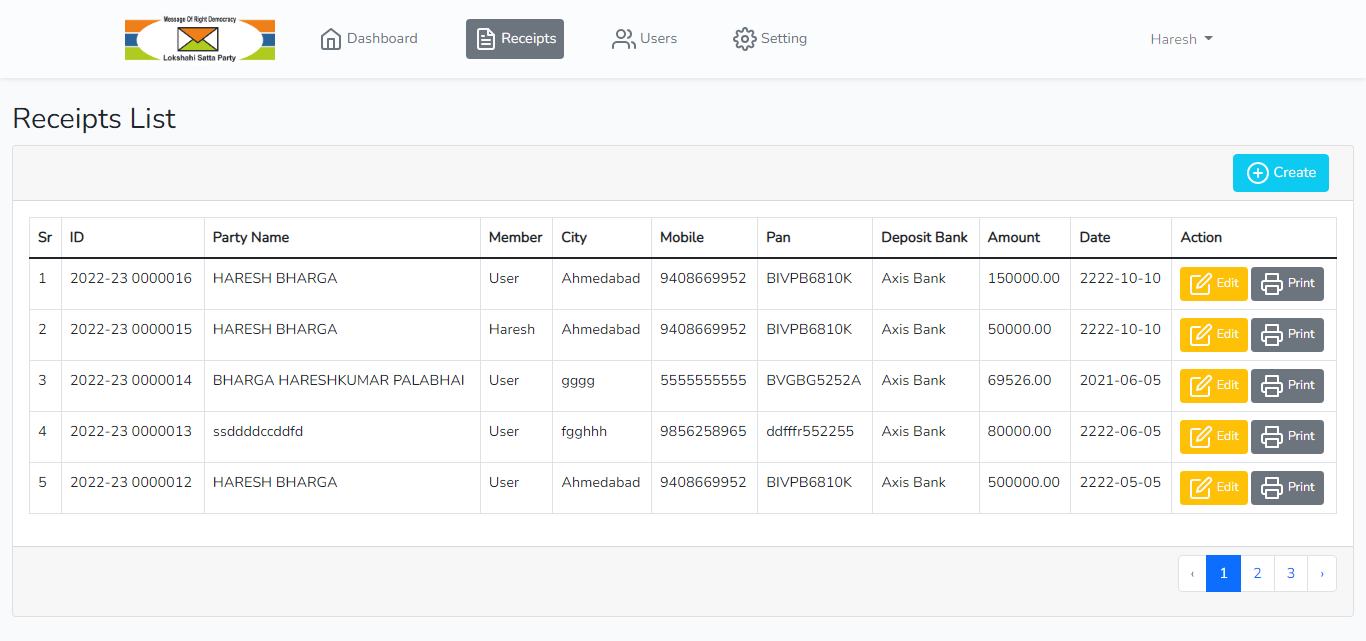 Message Of Right Democracy
Lokshahi Satta Party
Dashboard
Receipts
Users
Setting
Haresh
Receipts List
Create
Sr ID Party Name Member City Mobile Pan Deposit Bank Amount Date Action
1 2022-23 0000016 HARESH BHARGA User Ahmedabad 9408669952 BIVPB6810K Axis Bank 150000.00 2222-10-10 Edit Print
2 2022-23 0000015 HARESH BHARGA Haresh Ahmedabad 9408669952 BIVPB6810K Axis Bank 50000.00 2222-10-10 Edit Print
3 2022-23 0000014 BHARGA HARESHKUMAR PALABHAI User gggg 5555555555 BVGBG5252A Axis Bank 69526.00 2021-06-05 Edit Print
4 2022-23 0000013 ssddddccddfd User fgghhh 9856258965 ddfffr552255 Axis Bank 80000.00 2222-06-05 Edit Print
5 2022-23 0000012 HARESH BHARGA User Ahmedabad 9408669952 BIVPB6810K Axis Bank 500000.00 2222-05-05 Edit Print
‹ 1 2 3 ›